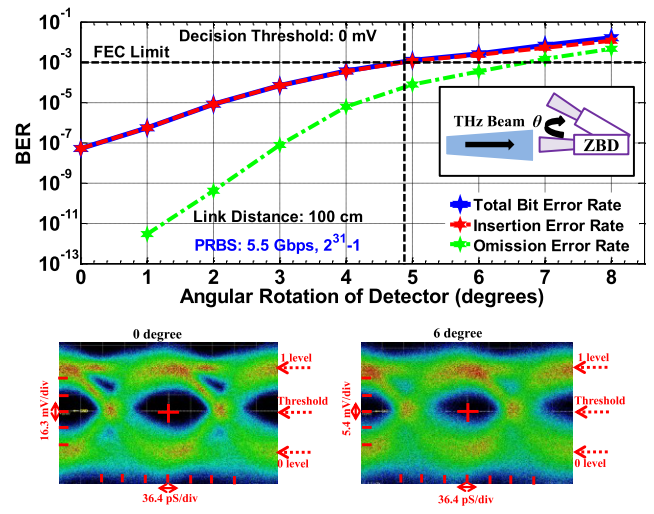 10^-1
Decision Threshold: 0 mV
FEC Limit
10^-3
10^-5
10^-7
10^-9
10^-11
10^-13
BER
THz Beam θ
ZBD
Link Distance: 100 cm
PRBS: 5.5 Gbps, 2^31-1
Total Bit Error Rate
Insertion Error Rate
Omission Error Rate
0 1 2 3 4 5 6 7 8
Angular Rotation of Detector (degrees)
0 degree
6 degree
16.3 mV/div
1 level
Threshold
0 level
36.4 pS/div
5.4 mV/div
1 level
Threshold
0 level
36.4 pS/div